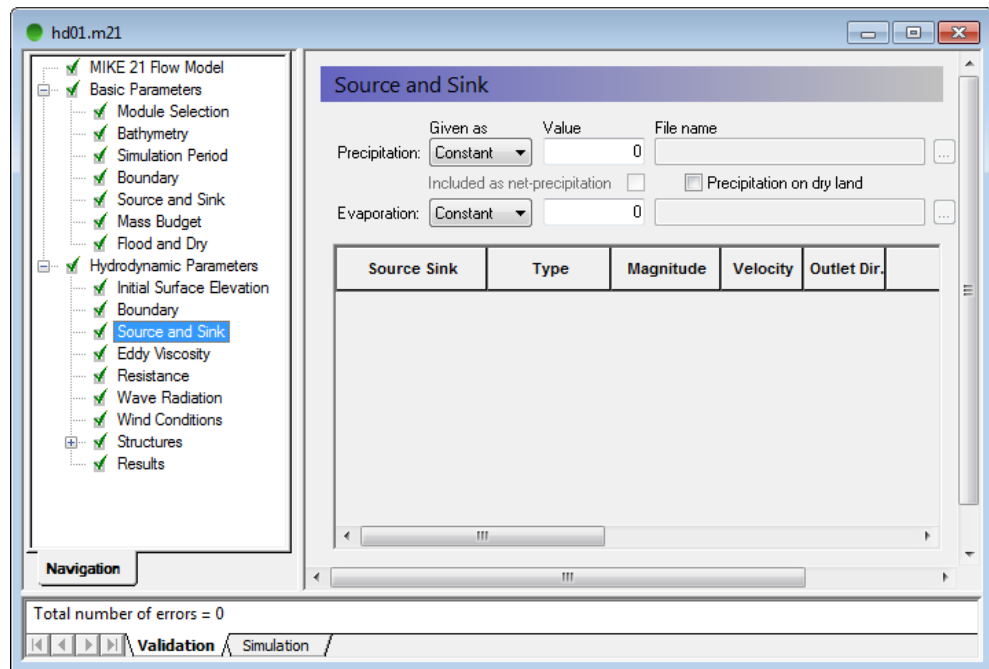 hd01.m21
MIKE 21 Flow Model
Basic Parameters
Module Selection
Bathymetry
Simulation Period
Boundary
Source and Sink
Mass Budget
Flood and Dry
Hydrodynamic Parameters
Initial Surface Elevation
Boundary
Source and Sink
Eddy Viscosity
Resistance
Wave Radiation
Wind Conditions
Structures
Results
Navigation
Source and Sink
Given as Value File name
Precipitation: Constant 0 ...
Included as net-precipitation Precipitation on dry land
Evaporation: Constant 0 ...
Source Sink Type Magnitude Velocity Outlet Dir.
Total number of errors = 0
Validation Simulation